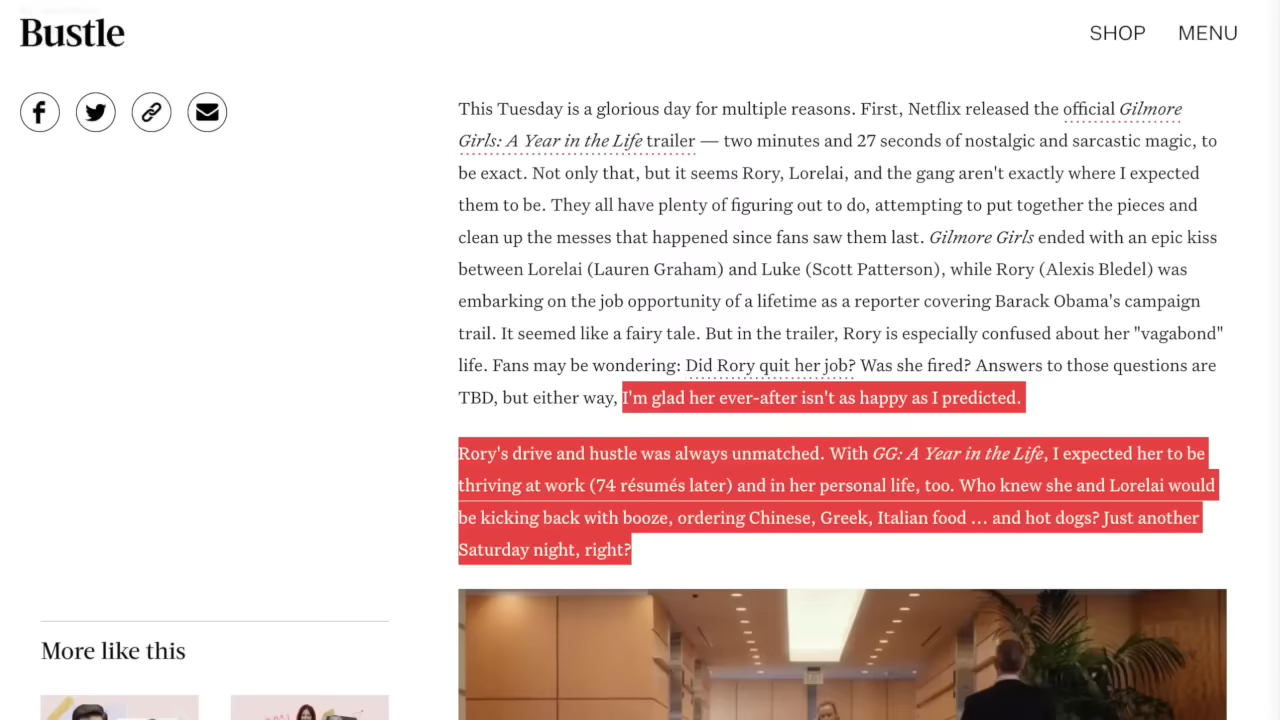 Bustle
SHOP MENU
This Tuesday is a glorious day for multiple reasons. First, Netflix released the official Gilmore
Girls: A Year in the Life trailer — two minutes and 27 seconds of nostalgic and sarcastic magic, to
be exact. Not only that, but it seems Rory, Lorelai, and the gang aren't exactly where I expected
them to be. They all have plenty of figuring out to do, attempting to put together the pieces and
clean up the messes that happened since fans saw them last. Gilmore Girls ended with an epic kiss
between Lorelai (Lauren Graham) and Luke (Scott Patterson), while Rory (Alexis Bledel) was
embarking on the job opportunity of a lifetime as a reporter covering Barack Obama's campaign
trail. It seemed like a fairy tale. But in the trailer, Rory is especially confused about her "vagabond"
life. Fans may be wondering: Did Rory quit her job? Was she fired? Answers to those questions are
TBD, but either way, I'm glad her ever-after isn't as happy as I predicted.
Rory's drive and hustle was always unmatched. With GG: A Year in the Life, I expected her to be
thriving at work (74 résumés later) and in her personal life, too. Who knew she and Lorelai would
be kicking back with booze, ordering Chinese, Greek, Italian food ... and hot dogs? Just another
Saturday night, right?
More like this